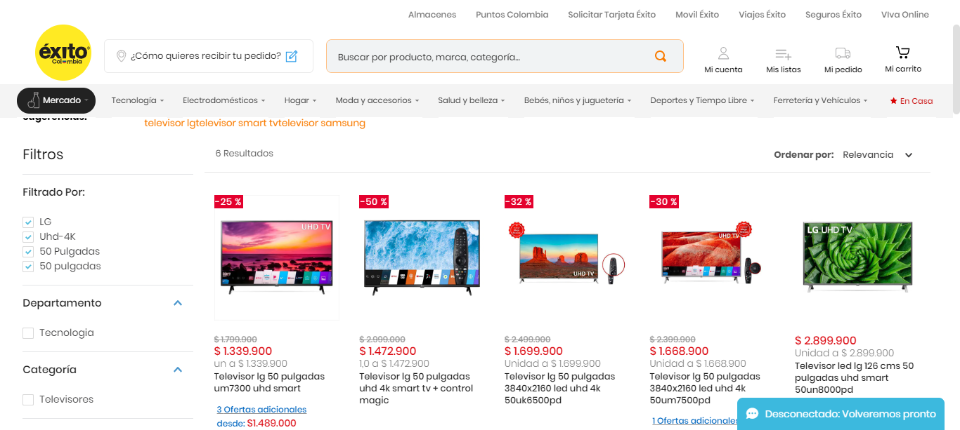 Almacenes Puntos Colombia Solicitar Tarjeta Éxito Movil Éxito Viajes Éxito Seguros Éxito Viva Online
éxito
Colombia
¿Cómo quieres recibir tu pedido?
Buscar por producto, marca, categoría...
Mi cuenta Mis listas Mi pedido Mi carrito
Mercado Tecnología Electrodomésticos Hogar Moda y accesorios Salud y belleza Bebés, niños y juguetería Deportes y Tiempo Libre Ferretería y Vehículos En Casa
Sugerencias: televisor lgtelevisor smart tvtelevisor samsung
Filtros
6 Resultados
Ordenar por: Relevancia
Filtrado Por:
LG
Uhd-4K
50 Pulgadas
50 pulgadas
Departamento
Tecnologia
Categoría
Televisores
-25 %
UHD TV
$ 1.799.900
$ 1.339.900
un a $ 1.339.900
Televisor lg 50 pulgadas
um7300 uhd smart
3 Ofertas adicionales
desde: $1.489.000
-50 %
$ 2.999.000
$ 1.472,900
1,0 a $ 1.472.900
Televisor lg 50 pulgadas
uhd 4k smart tv + control
magic
-32 %
UHD TV
$ 2.499.900
$ 1.699.900
Unidad a $ 1.699.900
Televisor lg 50 pulgadas
3840x2160 led uhd 4k
50uk6500pd
-30 %
UHD TV
$ 2.399.900
$ 1.668.900
Unidad a $ 1.668.900
Televisor lg 50 pulgadas
3840x2160 led uhd 4k
50um7500pd
1 Ofertas adicionales
LG UHD TV
$ 2.899.900
Unidad a $ 2.899.900
Televisor led lg 126 cms 50
pulgadas uhd smart
50un8000pd
Desconectado: Volveremos pronto